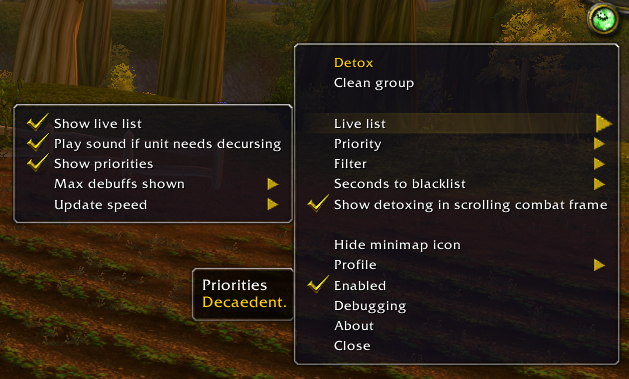 Detox
Clean group
Live list
Priority
Filter
Seconds to blacklist
Show detoxing in scrolling combat frame
Hide minimap icon
Profile
Enabled
Debugging
About
Close
Show live list
Play sound if unit needs decursing
Show priorities
Max debuffs shown
Update speed
Priorities
Decaedent.